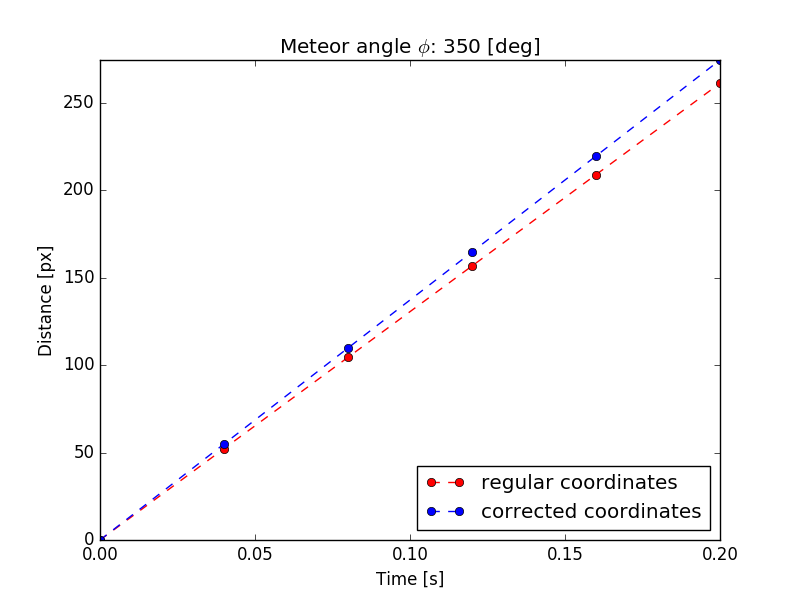 Meteor angle ϕ: 350 [deg]
250
200
150
100
50
0
Distance [px]
0.00 0.05 0.10 0.15 0.20
Time [s]
regular coordinates
corrected coordinates